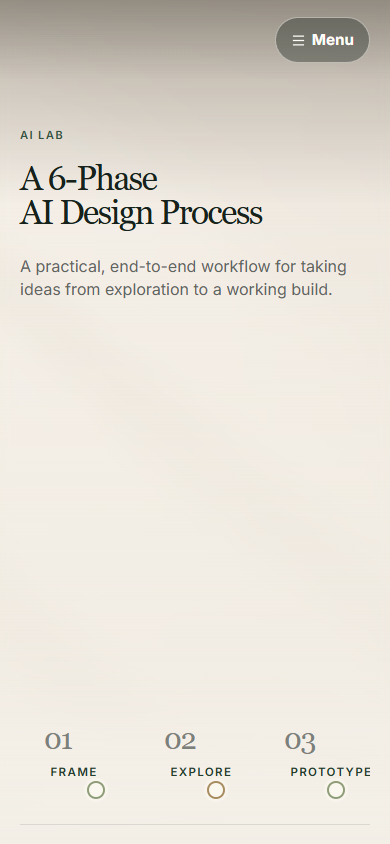 Menu
AI LAB
A 6-Phase
AI Design Process
A practical, end-to-end workflow for taking
ideas from exploration to a working build.
01 02 03
FRAME EXPLORE PROTOTYPE